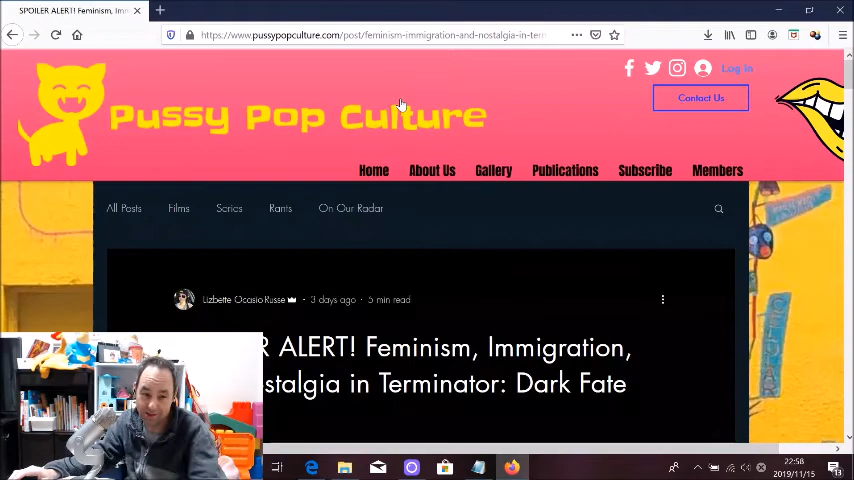 SPOILER ALERT! Feminism, Imm
https://www.pussypopculture.com/post/feminism-immigration-and-nostalgia-in-term
Log In
Contact Us
Pussy Pop Culture
Home About Us Gallery Publications Subscribe Members
All Posts Films Series Rants On Our Radar
Lizbette Ocasio Russe · 3 days ago · 5 min read
R ALERT! Feminism, Immigration,
stalgia in Terminator: Dark Fate
22:58
2019/11/15
13